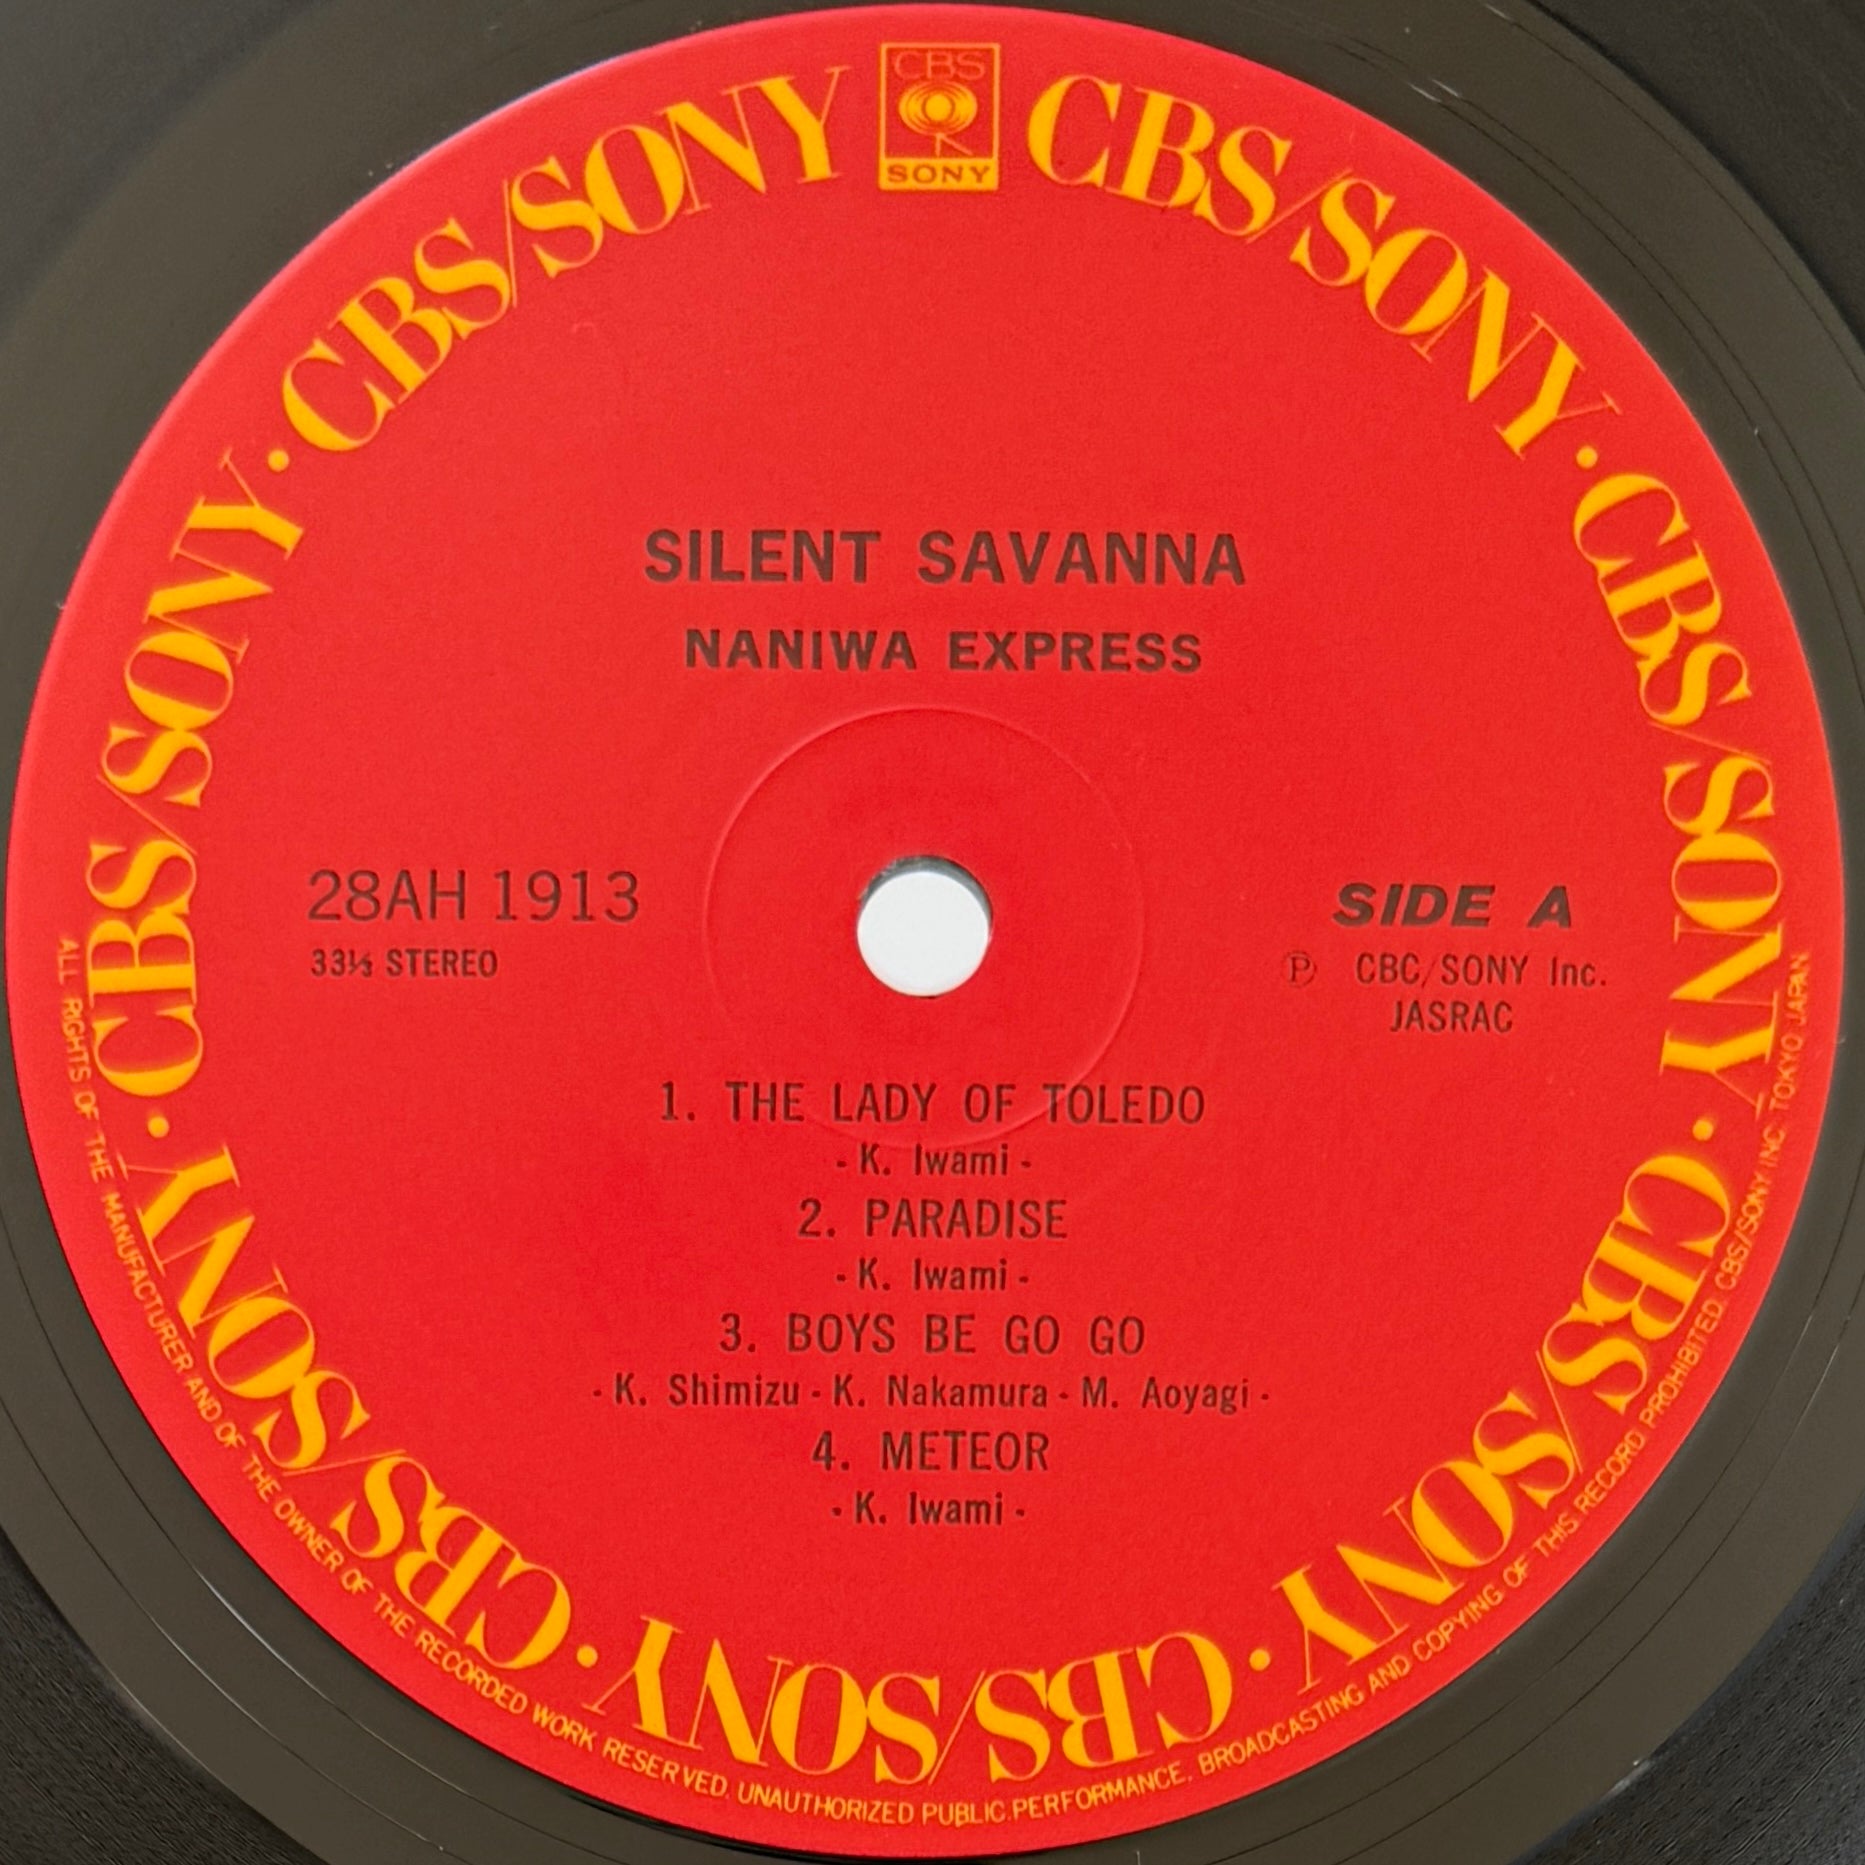 CBS
SONY
CBS/SONY · CBS/SONY · CBS/SONY · CBS/SONY · CBS/SONY · CBS/SONY · CBS/SONY
SILENT SAVANNA
NANIWA EXPRESS
28AH 1913
33⅓ STEREO
SIDE A
Ⓟ CBC/SONY Inc.
JASRAC
1. THE LADY OF TOLEDO
- K. Iwami -
2. PARADISE
- K. Iwami -
3. BOYS BE GO GO
- K. Shimizu - K. Nakamura - M. Aoyagi -
4. METEOR
- K. Iwami -
ALL RIGHTS OF THE MANUFACTURER AND OF THE OWNER OF THE RECORDED WORK RESERVED. UNAUTHORIZED PUBLIC.PERFORMANCE, BROADCASTING AND COPYING OF THIS RECORD PROHIBITED. CBS/SONY INC. TOKYO JAPAN